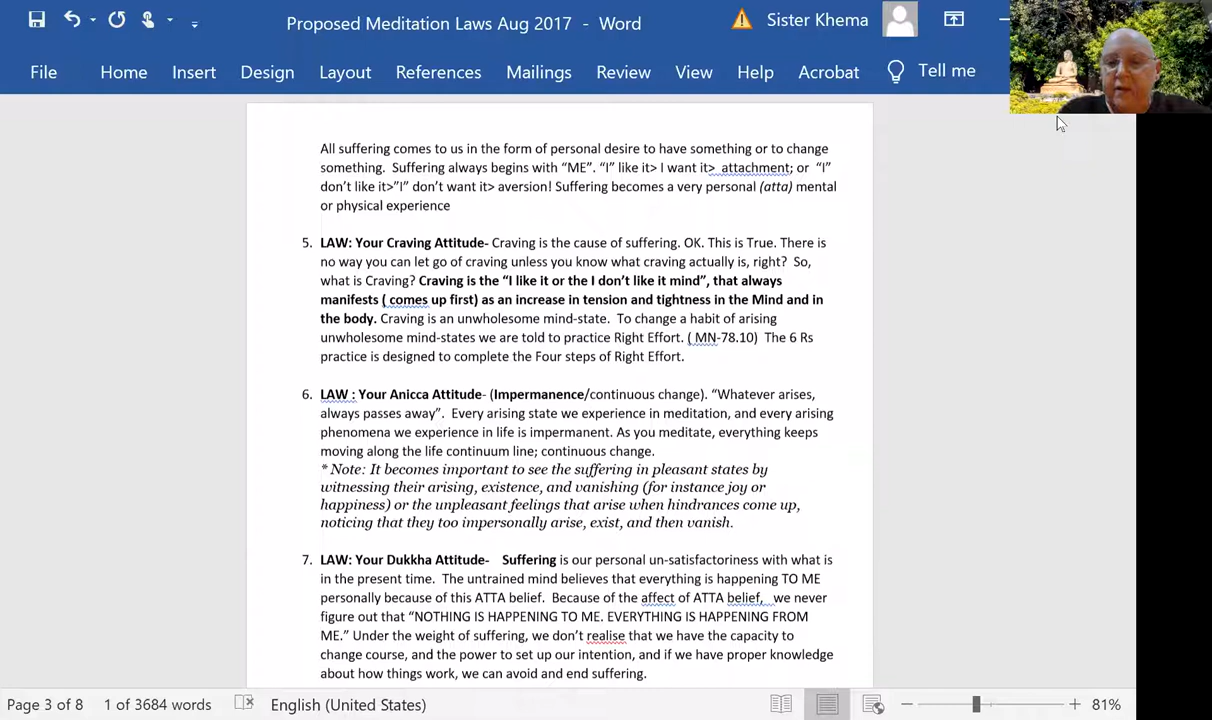 Proposed Meditation Laws Aug 2017 - Word
Sister Khema
File Home Insert Design Layout References Mailings Review View Help Acrobat Tell me
All suffering comes to us in the form of personal desire to have something or to change
something. Suffering always begins with “ME”. “I” like it> I want it> attachment; or “I”
don’t like it>”I” don’t want it> aversion! Suffering becomes a very personal (atta) mental
or physical experience
5. LAW: Your Craving Attitude- Craving is the cause of suffering. OK. This is True. There is
no way you can let go of craving unless you know what craving actually is, right? So,
what is Craving? Craving is the “I like it or the I don’t like it mind”, that always
manifests ( comes up first) as an increase in tension and tightness in the Mind and in
the body. Craving is an unwholesome mind-state. To change a habit of arising
unwholesome mind-states we are told to practice Right Effort. ( MN-78.10) The 6 Rs
practice is designed to complete the Four steps of Right Effort.
6. LAW : Your Anicca Attitude- (Impermanence/continuous change). “Whatever arises,
always passes away”. Every arising state we experience in meditation, and every arising
phenomena we experience in life is impermanent. As you meditate, everything keeps
moving along the life continuum line; continuous change.
* Note: It becomes important to see the suffering in pleasant states by
witnessing their arising, existence, and vanishing (for instance joy or
happiness) or the unpleasant feelings that arise when hindrances come up,
noticing that they too impersonally arise, exist, and then vanish.
7. LAW: Your Dukkha Attitude- Suffering is our personal un-satisfactoriness with what is
in the present time. The untrained mind believes that everything is happening TO ME
personally because of this ATTA belief. Because of the affect of ATTA belief, we never
figure out that “NOTHING IS HAPPENING TO ME. EVERYTHING IS HAPPENING FROM
ME.” Under the weight of suffering, we don’t realise that we have the capacity to
change course, and the power to set up our intention, and if we have proper knowledge
about how things work, we can avoid and end suffering.
Page 3 of 8 1 of 3684 words English (United States) 81%